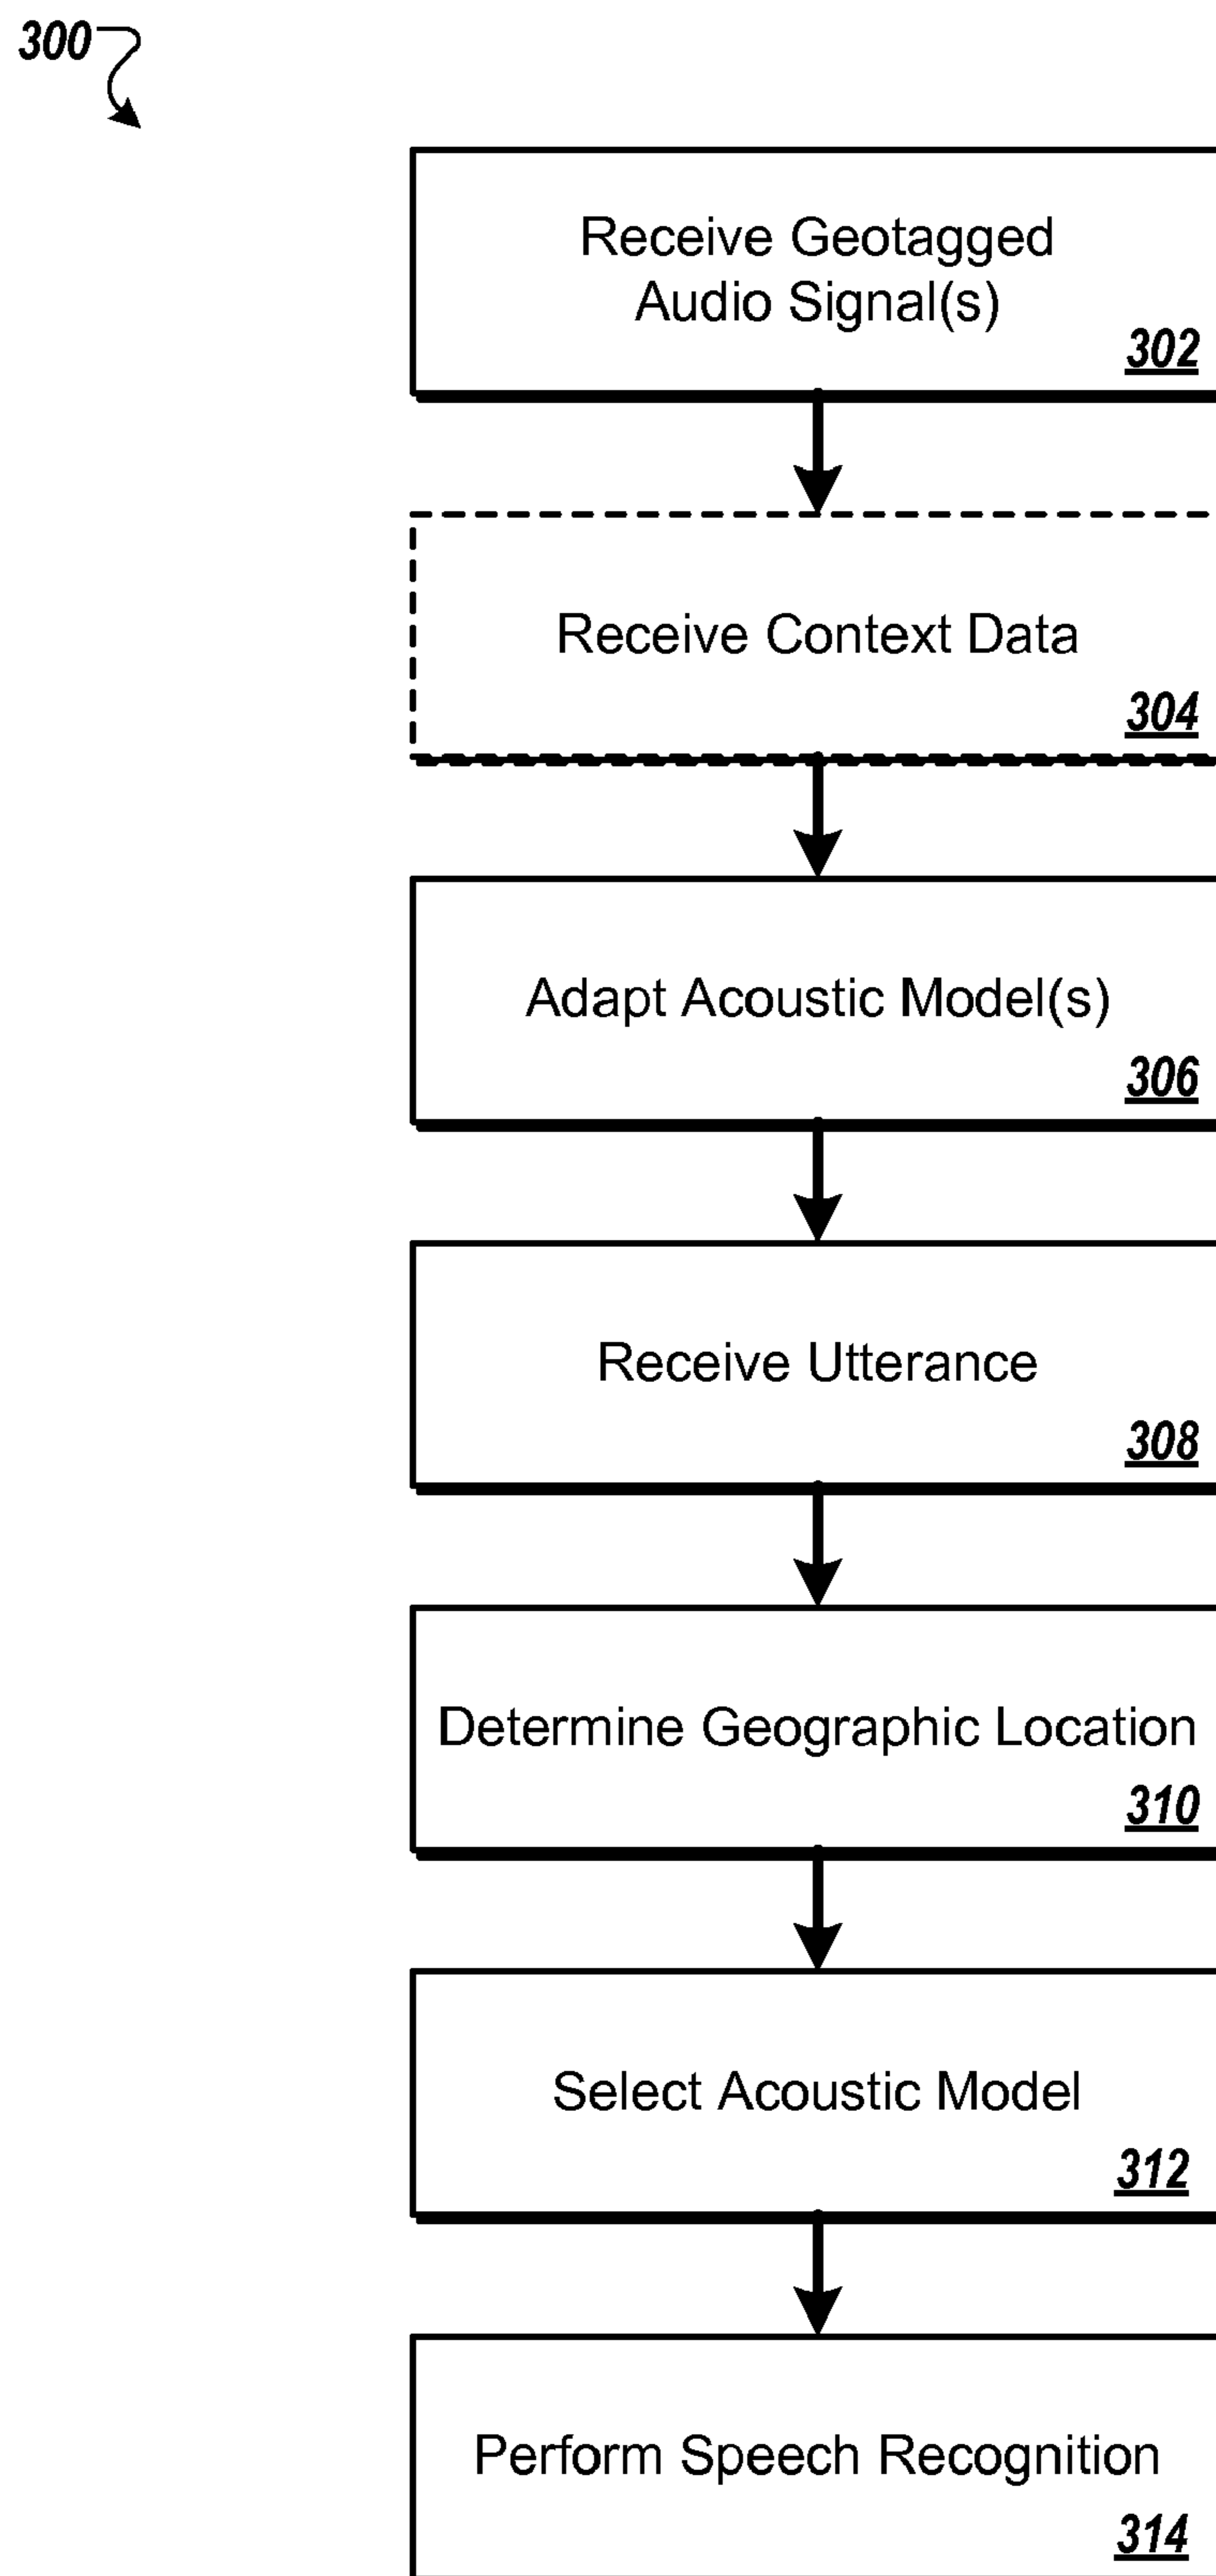 300
Receive Geotagged
Audio Signal(s)
302
Receive Context Data
304
Adapt Acoustic Model(s)
306
Receive Utterance
308
Determine Geographic Location
310
Select Acoustic Model
312
Perform Speech Recognition
314